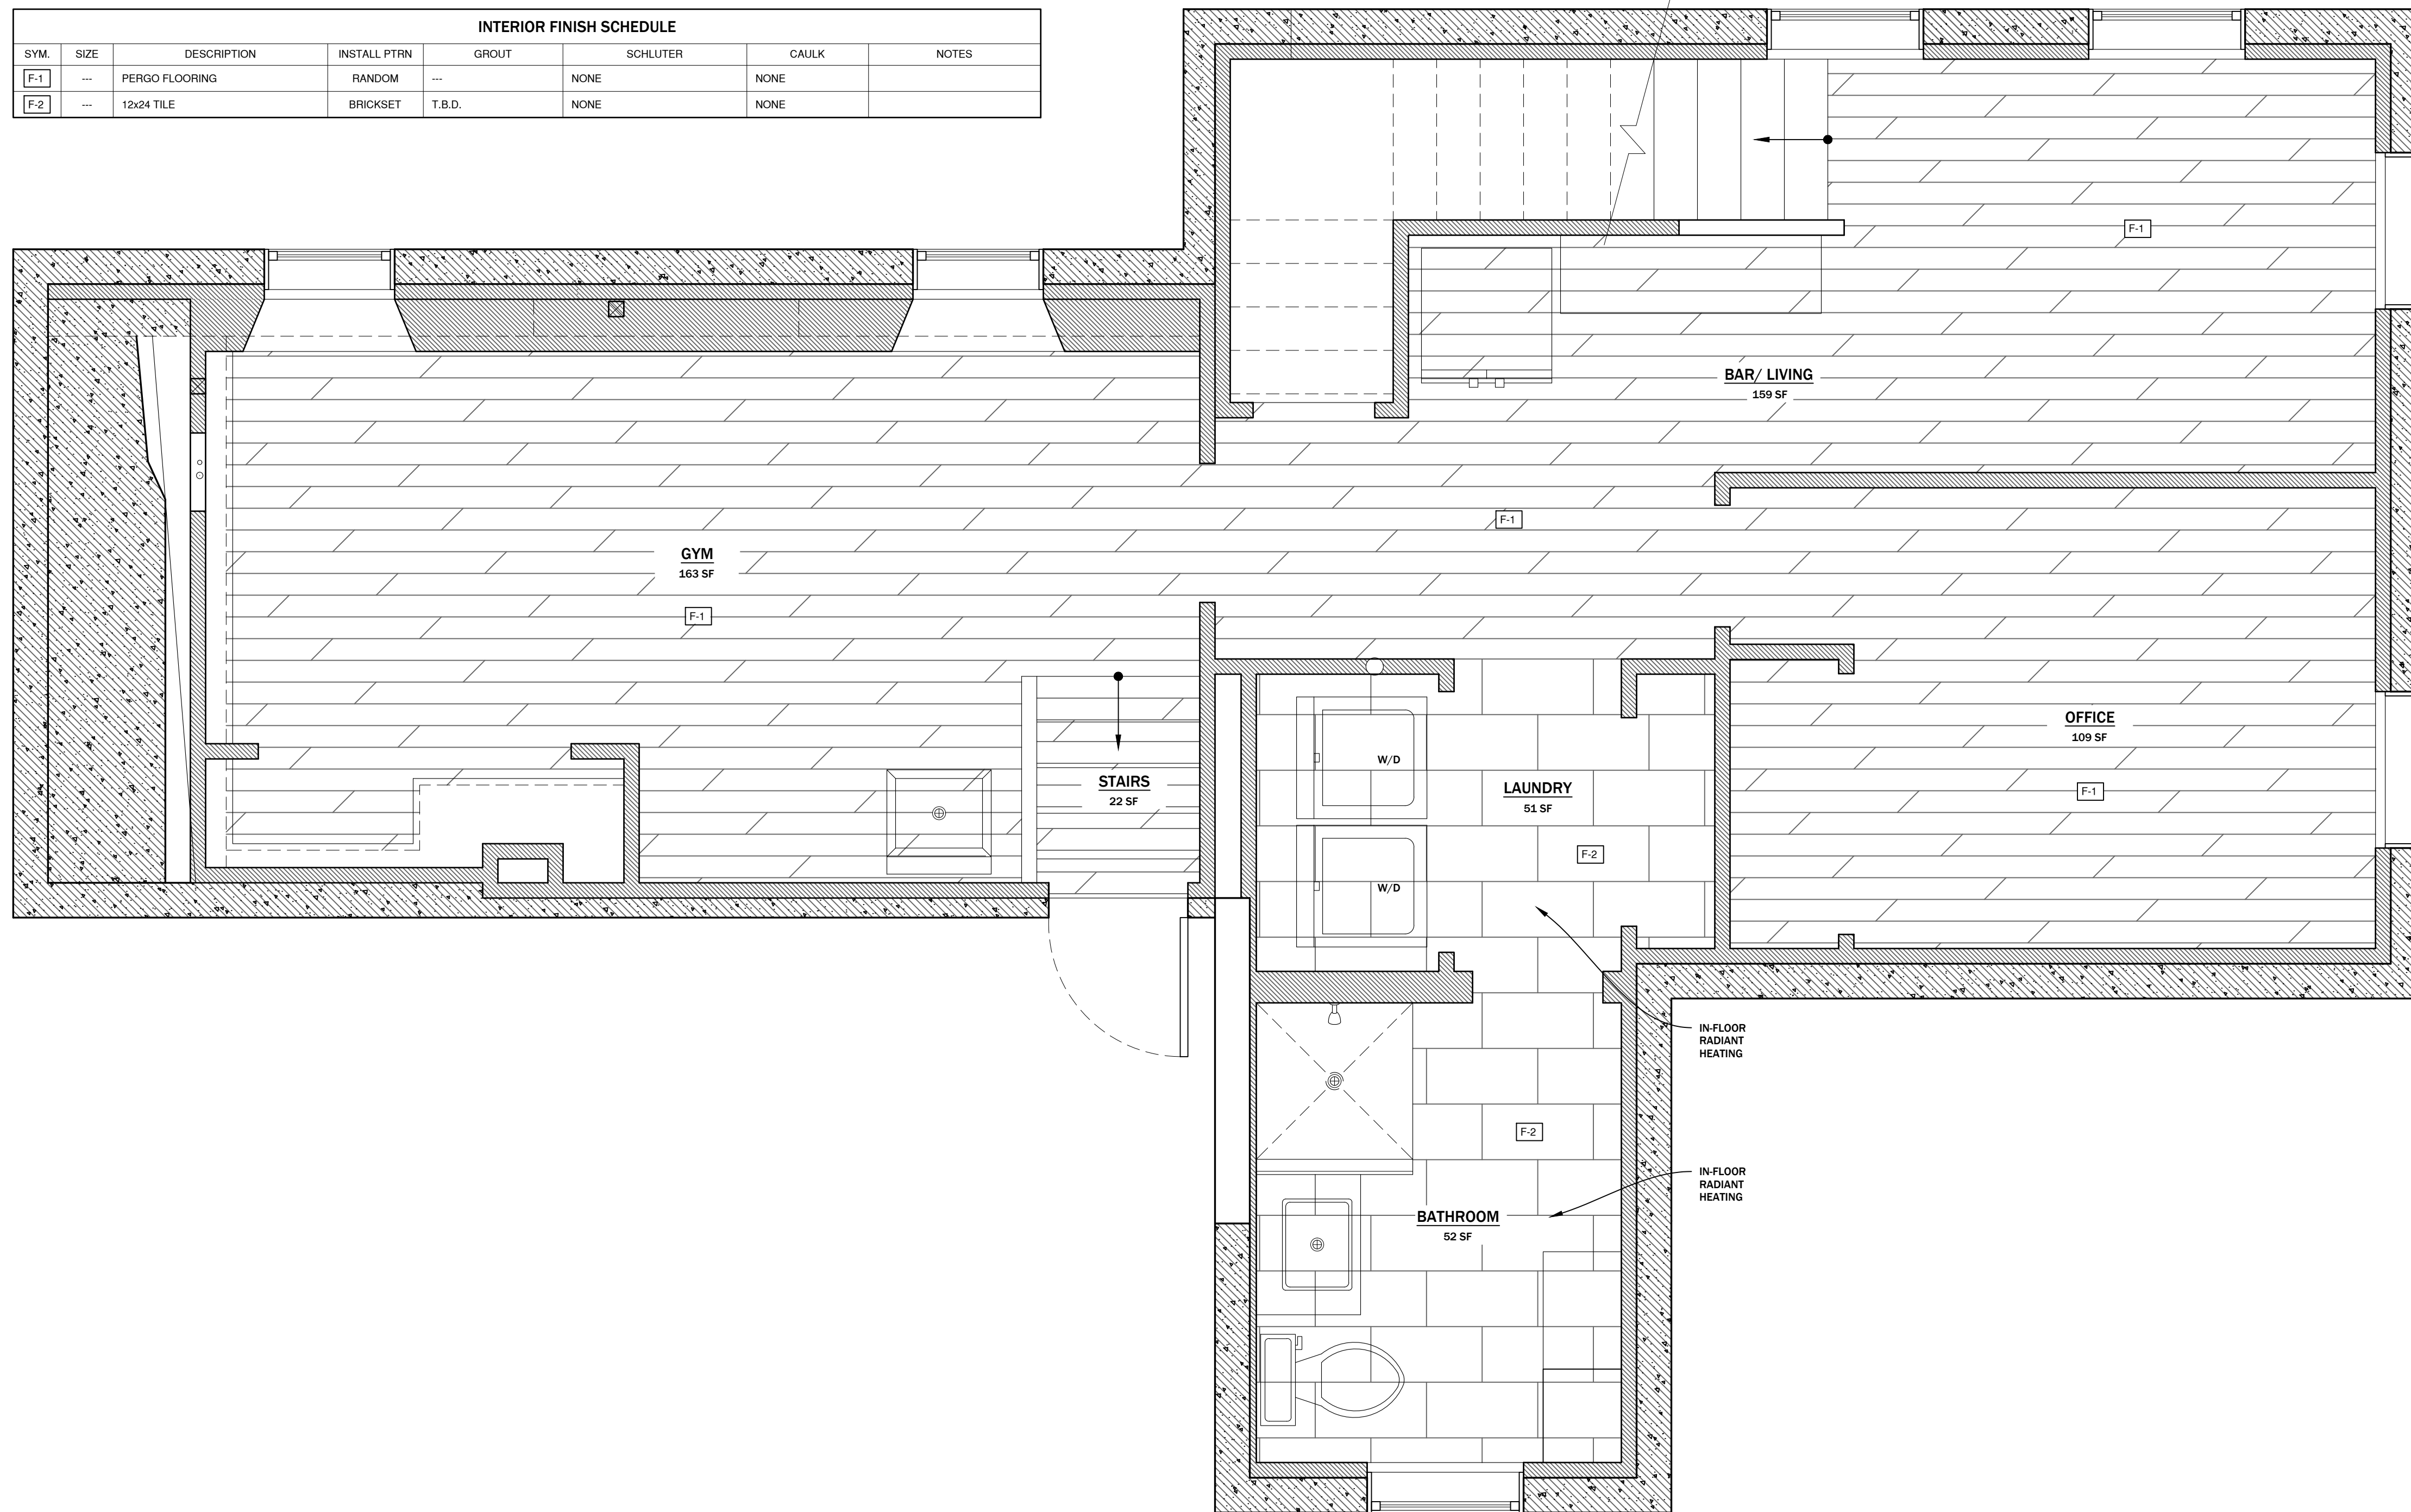 INTERIOR FINISH SCHEDULE
SYM. SIZE DESCRIPTION INSTALL PTRN GROUT SCHLUTER CAULK NOTES
F-1 --- PERGO FLOORING RANDOM --- NONE NONE
F-2 --- 12x24 TILE BRICKSET T.B.D. NONE NONE
F-1
BAR/ LIVING
159 SF
F-1
GYM
163 SF
F-1
STAIRS
22 SF
W/D
W/D
LAUNDRY
51 SF
F-2
OFFICE
109 SF
F-1
IN-FLOOR
RADIANT
HEATING
F-2
IN-FLOOR
RADIANT
HEATING
BATHROOM
52 SF